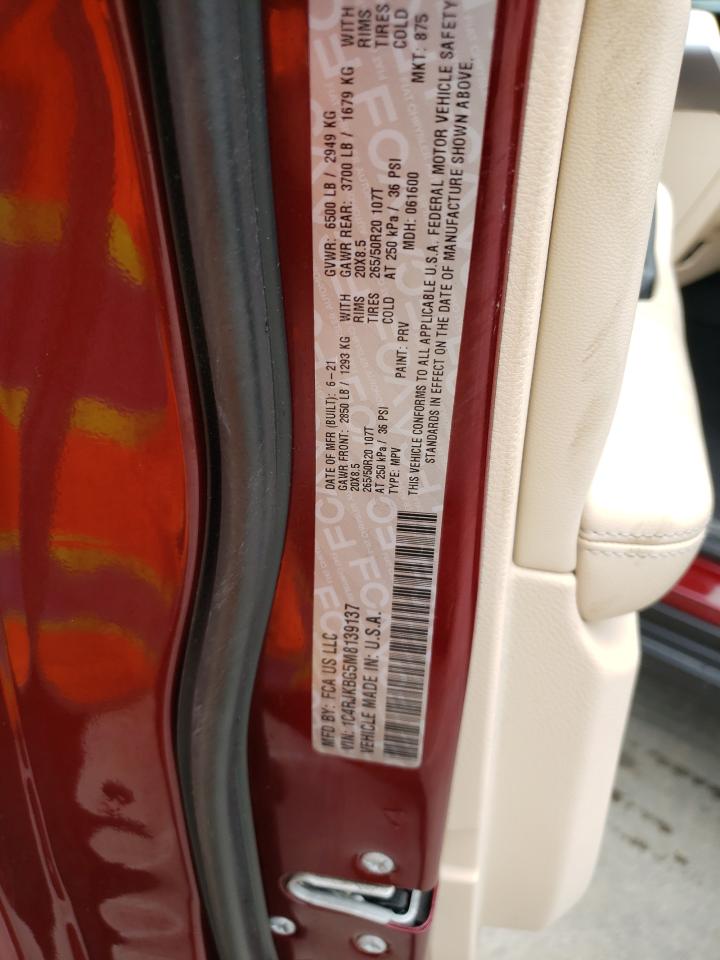 MFD BY: FCA US LLC
DATE OF MFR (BUILT): 6-21
GVWR: 6500 LB / 2949 KG
GAWR FRONT: 2850 LB / 1293 KG WITH
20X8.5 RIMS
265/50R20 107T TIRES
AT 250 kPa / 36 PSI COLD
GAWR REAR: 3700 LB / 1679 KG WITH
20X8.5 RIMS
265/50R20 107T TIRES
AT 250 kPa / 36 PSI COLD
VIN: 1C4RJKBG5M8139137
TYPE: MPV
PAINT: PRV
MDH: 061600
MKT: 875
VEHICLE MADE IN: U.S.A.
THIS VEHICLE CONFORMS TO ALL APPLICABLE U.S.A. FEDERAL MOTOR VEHICLE SAFETY
STANDARDS IN EFFECT ON THE DATE OF MANUFACTURE SHOWN ABOVE.